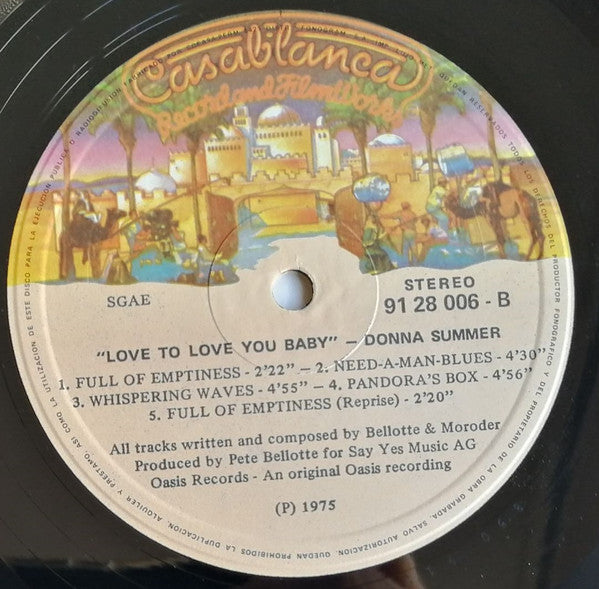 Casablanca
Record and FilmWorks
SGAE
STEREO
91 28 006 - B
"LOVE TO LOVE YOU BABY" — DONNA SUMMER
1. FULL OF EMPTINESS - 2'22" — 2. NEED-A-MAN-BLUES - 4'30"
3. WHISPERING WAVES - 4'55" — 4. PANDORA'S BOX - 4'56"
5. FULL OF EMPTINESS (Reprise) - 2'20"
All tracks written and composed by Bellotte & Moroder
Produced by Pete Bellotte for Say Yes Music AG
Oasis Records - An original Oasis recording
(P) 1975
QUEDAN RESERVADOS TODOS LOS DERECHOS DEL PRODUCTOR FONOGRAFICO Y DEL PROPIETARIO DE LA OBRA GRABADA. SALVO AUTORIZACION, QUEDAN PROHIBIDOS LA DUPLICACION, ALQUILER Y PRESTAMO, ASI COMO LA UTILIZACION DE ESTE DISCO PARA LA EJECUCION PUBLICA O RADIODIFUSION FABRICADO POR